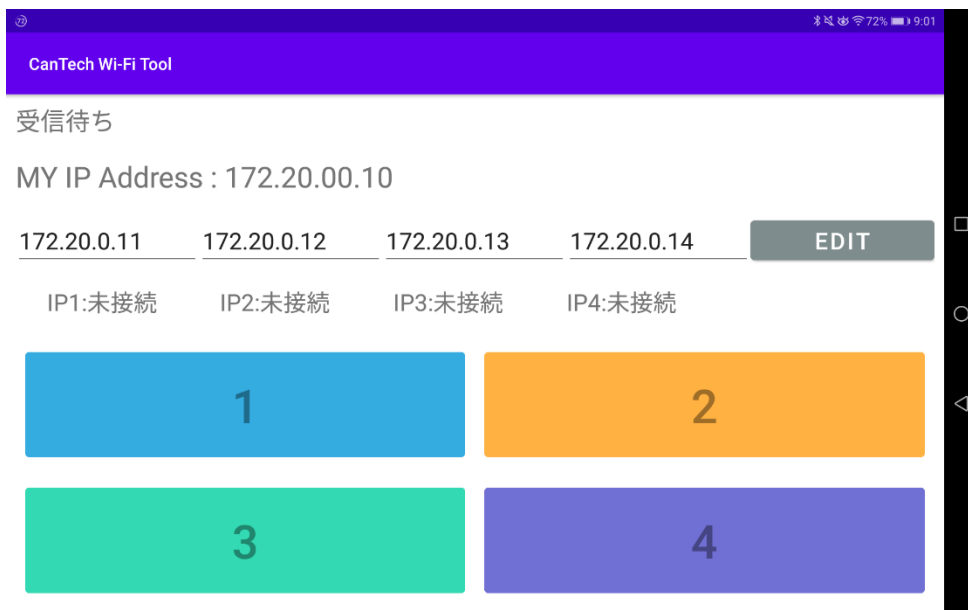 72% 9:01
CanTech Wi-Fi Tool
受信待ち
MY IP Address : 172.20.00.10
172.20.0.11 172.20.0.12 172.20.0.13 172.20.0.14 EDIT
IP1:未接続 IP2:未接続 IP3:未接続 IP4:未接続
1 2
3 4